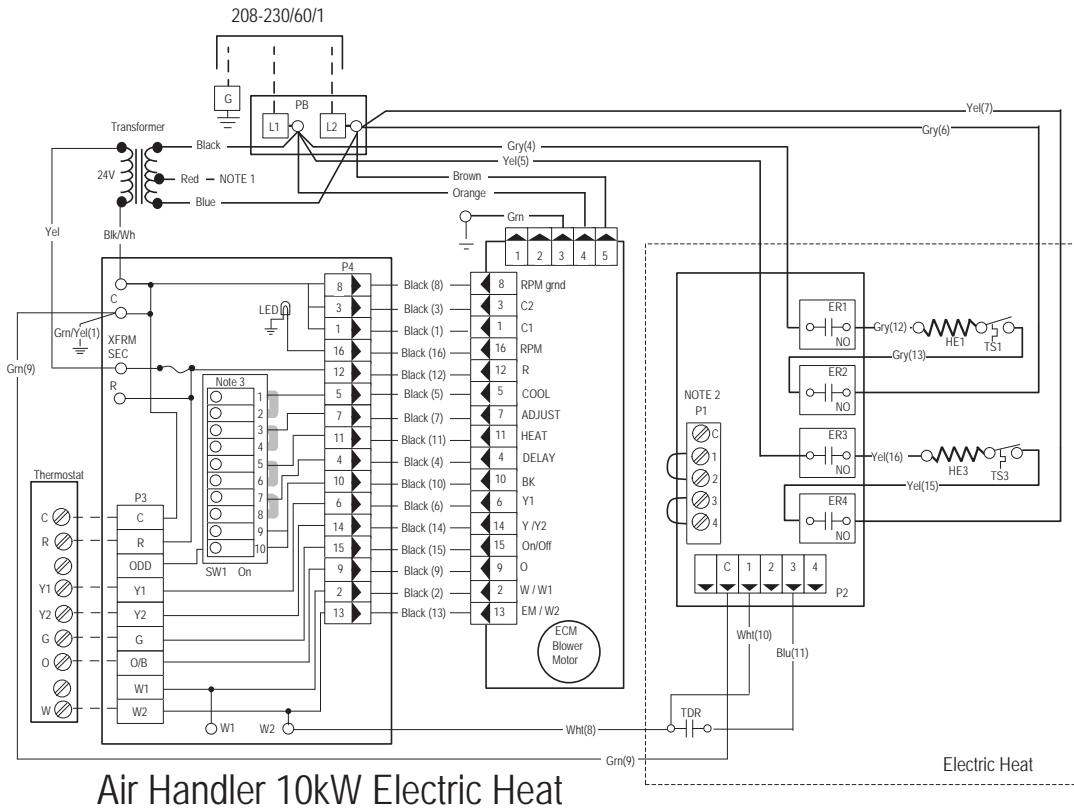 208-230/60/1
G
PB
L1
L2
Yel(7)
Gry(6)
Transformer
Black
Gry(4)
Yel(5)
24V
Red
NOTE 1
Brown
Orange
Blue
Yel
Blk/Wh
Grn
1 2 3 4 5
P4
8 Black (8) 8 RPM grnd
3 Black (3) 3 C2
1 Black (1) 1 C1
16 Black (16) 16 RPM
12 Black (12) 12 R
5 Black (5) 5 COOL
7 Black (7) 7 ADJUST
11 Black (11) 11 HEAT
4 Black (4) 4 DELAY
10 Black (10) 10 BK
6 Black (6) 6 Y1
14 Black (14) 14 Y /Y2
15 Black (15) 15 On/Off
9 Black (9) 9 O
2 Black (2) 2 W / W1
13 Black (13) 13 EM / W2
LED
C
Grn/Yel(1)
XFRM
SEC
R
Grn(9)
Note 3
1
2
3
4
5
6
7
8
9
10
SW1 On
Thermostat
C
R
Y1
Y2
G
O
W
P3
C
R
ODD
Y1
Y2
G
O/B
W1
W2
W1
W2
ECM
Blower
Motor
ER1
NO
Gry(12)
HE1
TS1
Gry(13)
ER2
NO
NOTE 2
P1
C
1
2
3
4
ER3
NO
Yel(16)
HE3
TS3
Yel(15)
ER4
NO
C 1 2 3 4
P2
Wht(10)
Blu(11)
TDR
Wht(8)
Grn(9)
Electric Heat
Air Handler 10kW Electric Heat